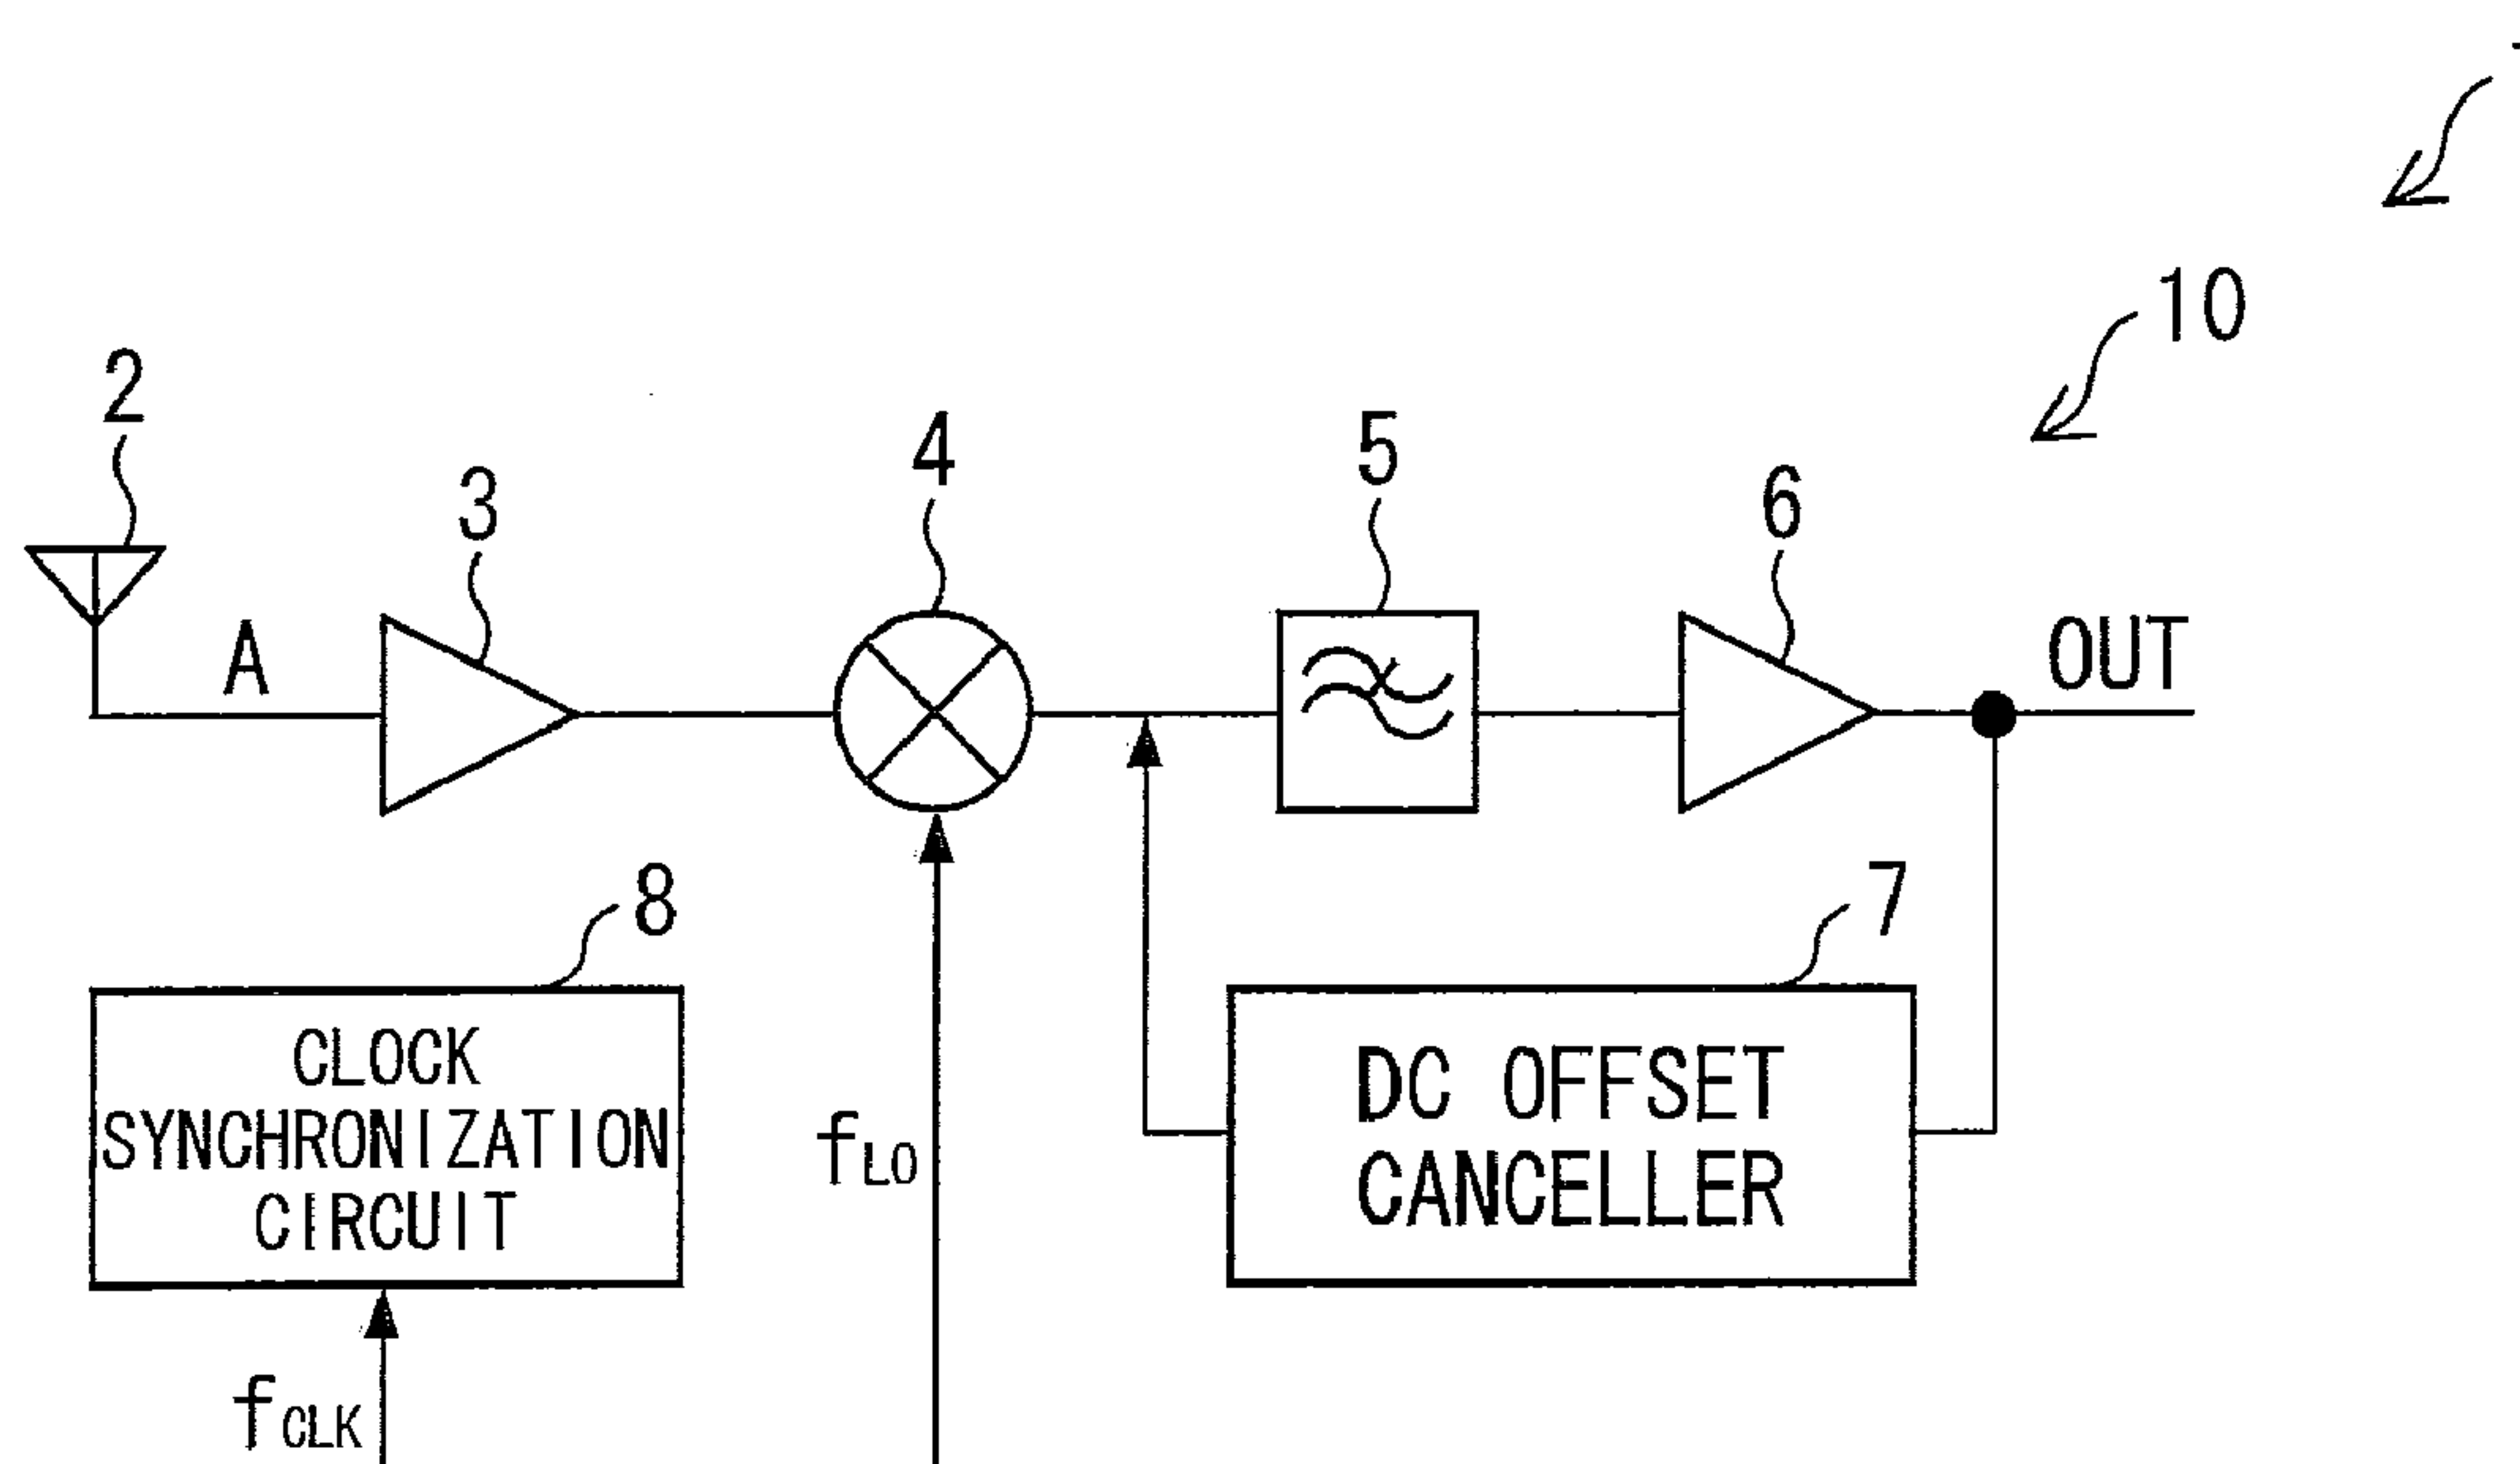 10
2
4
5
3
6
A
OUT
8
7
CLOCK
SYNCHRONIZATION
CIRCUIT
DC OFFSET
CANCELLER
fLO
fCLK